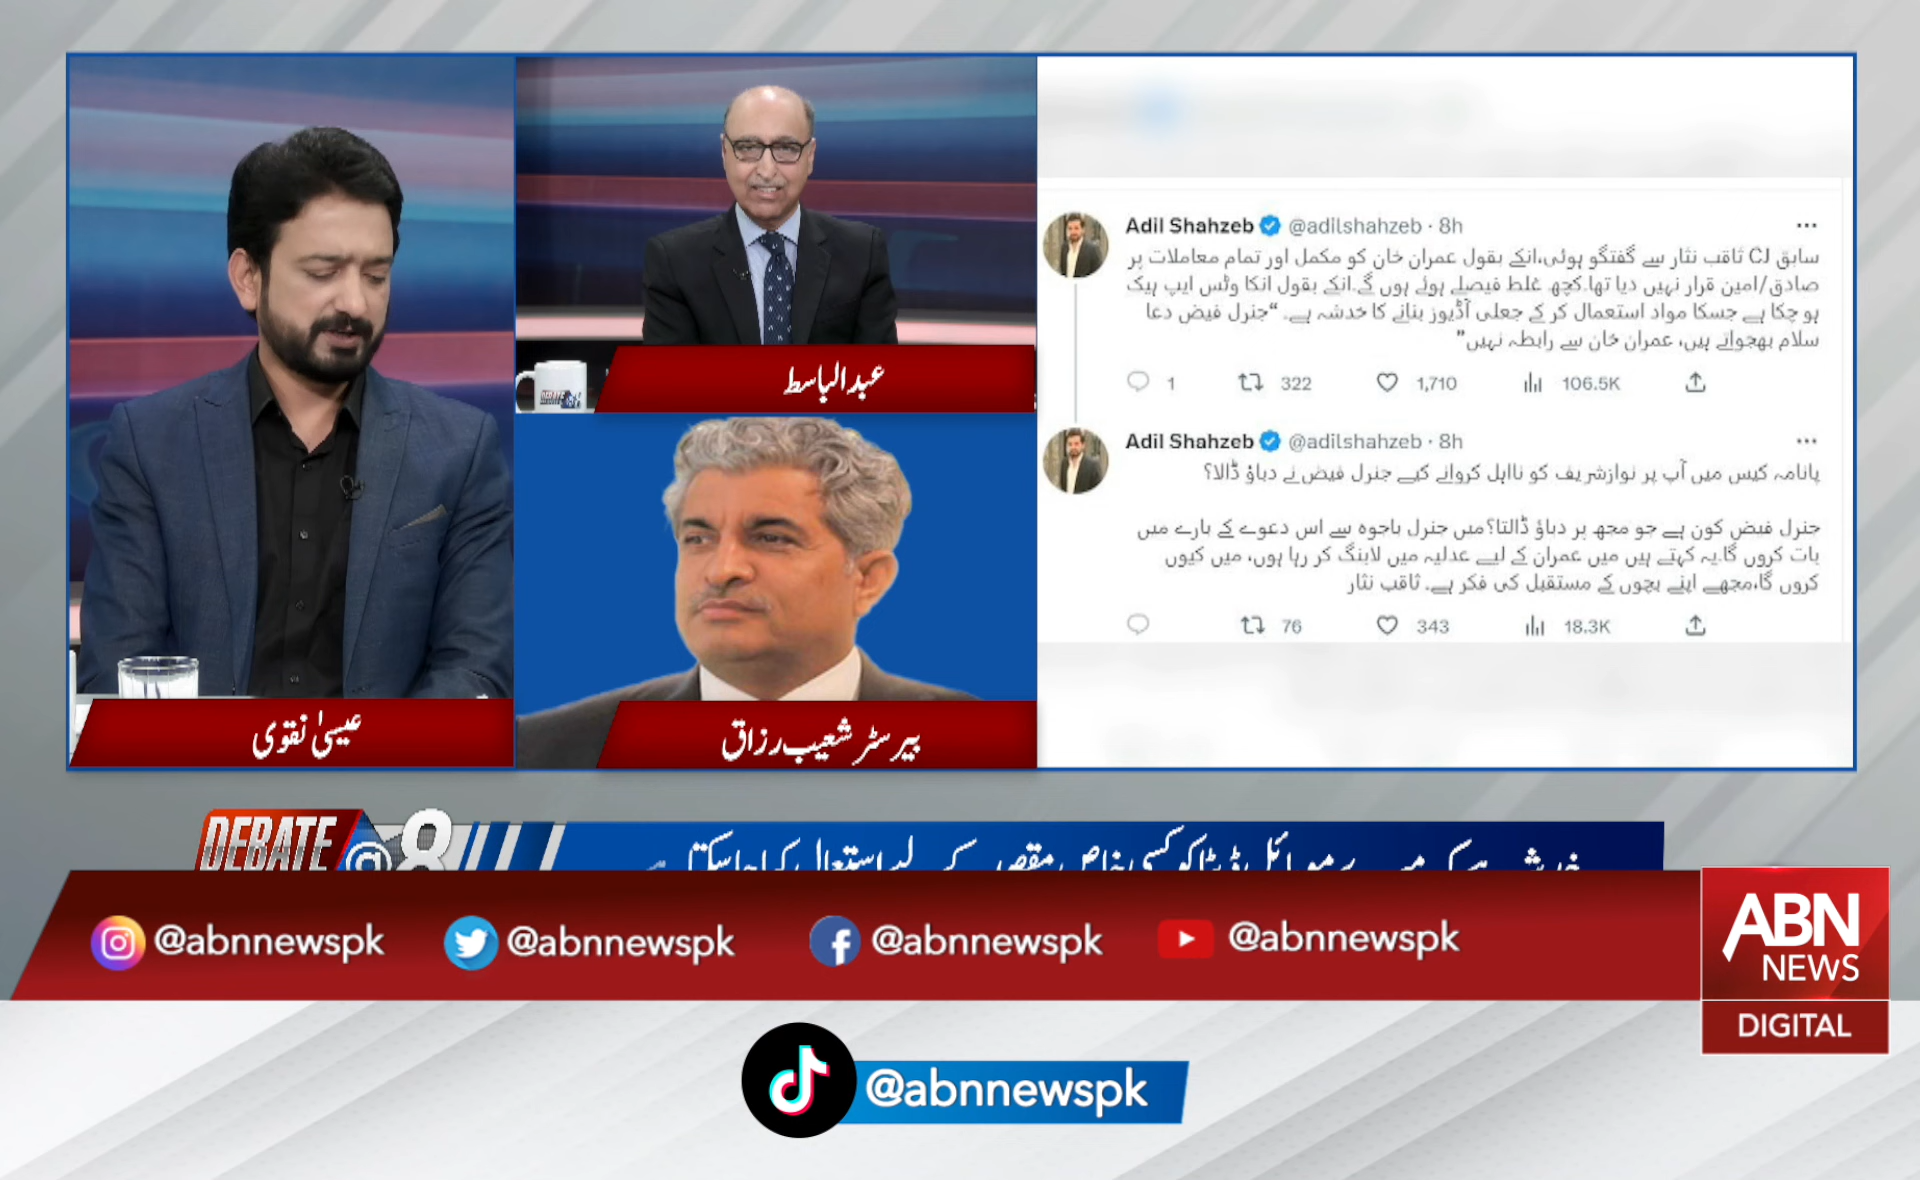 عبدالباسط
DEBATE
عیسیٰ نقوی
بیرسٹر شعیب رزاق
Adil Shahzeb @adilshahzeb · 8h
سابق CJ ثاقب نثار سے گفتگو ہوئی،انکے بقول عمران خان کو مکمل اور تمام معاملات پر
صادق/امین قرار نہیں دیا تھا.کچھ غلط فیصلے ہوئے ہوں گے.انکے بقول انکا وٹس ایپ ہیک
ہو چکا ہے جسکا مواد استعمال کر کے جعلی آڈیوز بنانے کا خدشہ ہے. “جنرل فیض دعا
سلام بھجواتے ہیں، عمران خان سے رابطہ نہیں”
1 322 1,710 106.5K
Adil Shahzeb @adilshahzeb · 8h
پانامہ کیس میں آپ پر نوازشریف کو نااہل کروانے کیے جنرل فیض نے دباؤ ڈالا؟
جنرل فیض کون ہے جو مجھ پر دباؤ ڈالتا؟میں جنرل باجوہ سے اس دعوے کے بارے میں
بات کروں گا.یہ کہتے ہیں میں عمران کے لیے عدلیہ میں لابنگ کر رہا ہوں، میں کیوں
کروں گا،مجھے اپنے بچوں کے مستقبل کی فکر ہے. ثاقب نثار
76 343 18.3K
DEBATE @ 8
@abnnewspk @abnnewspk @abnnewspk @abnnewspk
ABN
NEWS
DIGITAL
@abnnewspk